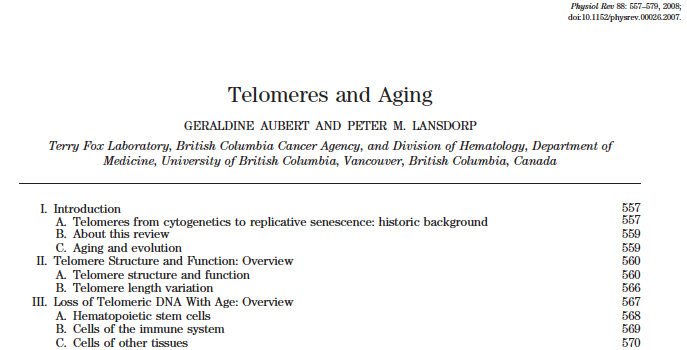 Physiol Rev 88: 557–579, 2008;
doi:10.1152/physrev.00026.2007.
Telomeres and Aging
GERALDINE AUBERT AND PETER M. LANSDORP
Terry Fox Laboratory, British Columbia Cancer Agency, and Division of Hematology, Department of
Medicine, University of British Columbia, Vancouver, British Columbia, Canada
I. Introduction 557
A. Telomeres from cytogenetics to replicative senescence: historic background 557
B. About this review 559
C. Aging and evolution 559
II. Telomere Structure and Function: Overview 560
A. Telomere structure and function 560
B. Telomere length variation 566
III. Loss of Telomeric DNA With Age: Overview 567
A. Hematopoietic stem cells 568
B. Cells of the immune system 569
C. Cells of other tissues 570